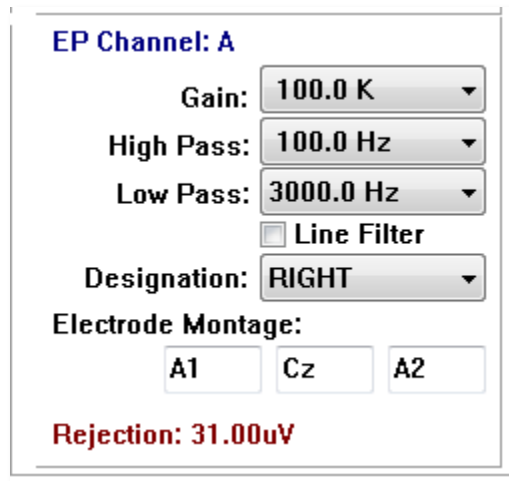 EP Channel: A
Gain: 100.0 K
High Pass: 100.0 Hz
Low Pass: 3000.0 Hz
Line Filter
Designation: RIGHT
Electrode Montage:
A1 Cz A2
Rejection: 31.00uV